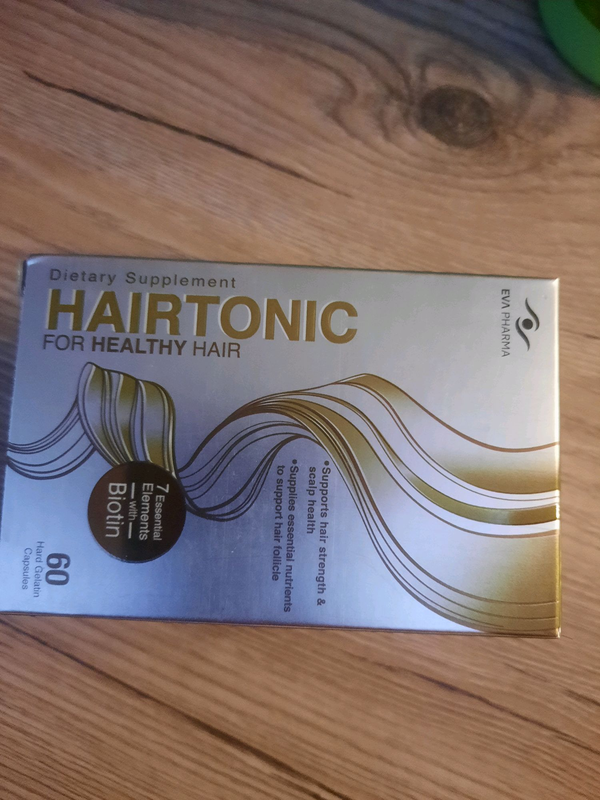 Dietary Supplement
HAIRTONIC
FOR HEALTHY HAIR
EVA PHARMA
•Supports hair strength &
scalp health
•Supplies essential nutrients
to support hair follicle
7 Essential
Elements
with
Biotin
60
Hard Gelatin
Capsules